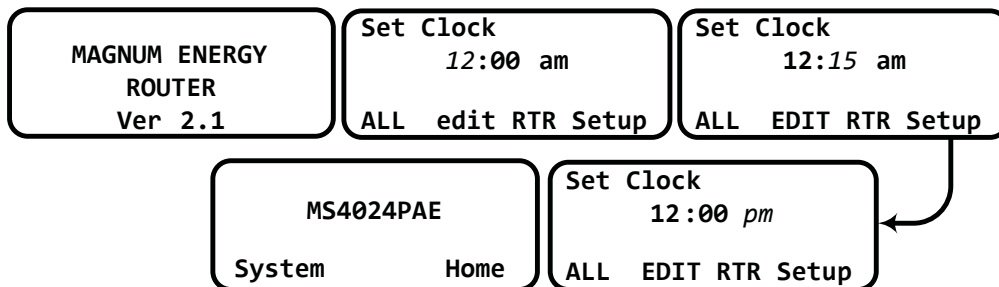 MAGNUM ENERGY
ROUTER
Ver 2.1
Set Clock
12:00 am
ALL edit RTR Setup
Set Clock
12:15 am
ALL EDIT RTR Setup
MS4024PAE
System Home
Set Clock
12:00 pm
ALL EDIT RTR Setup